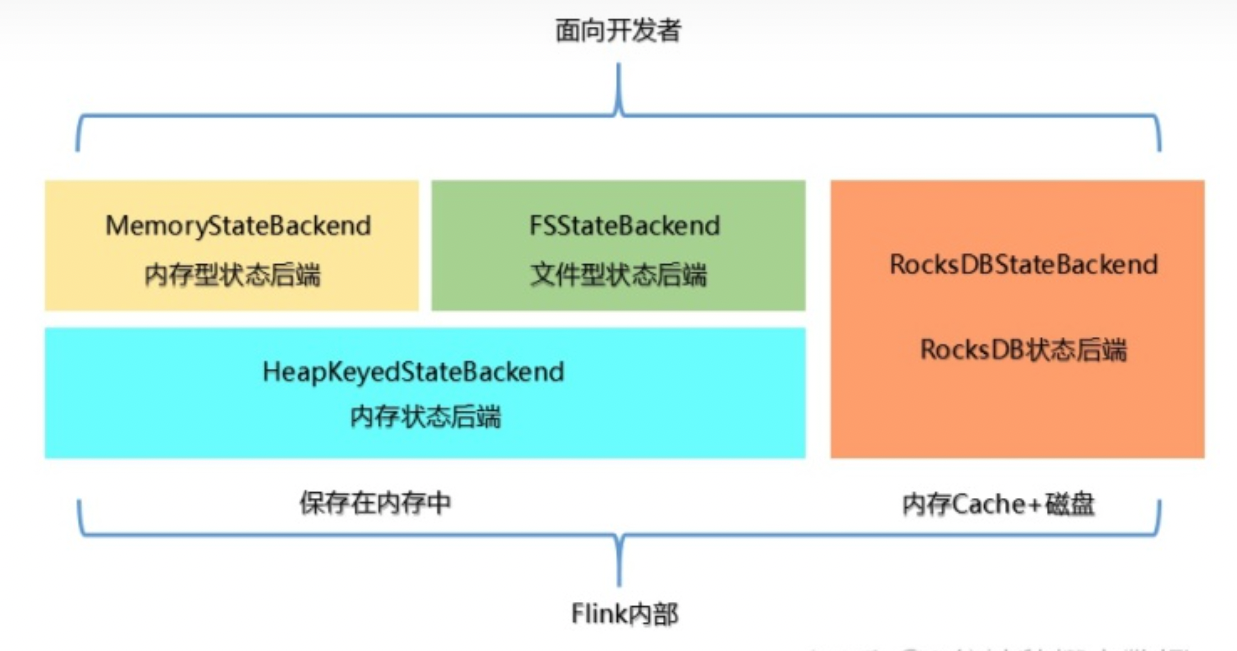 面向开发者
MemoryStateBackend
内存型状态后端
FSStateBackend
文件型状态后端
RocksDBStateBackend
RocksDB状态后端
HeapKeyedStateBackend
内存状态后端
保存在内存中
内存Cache+磁盘
Flink内部